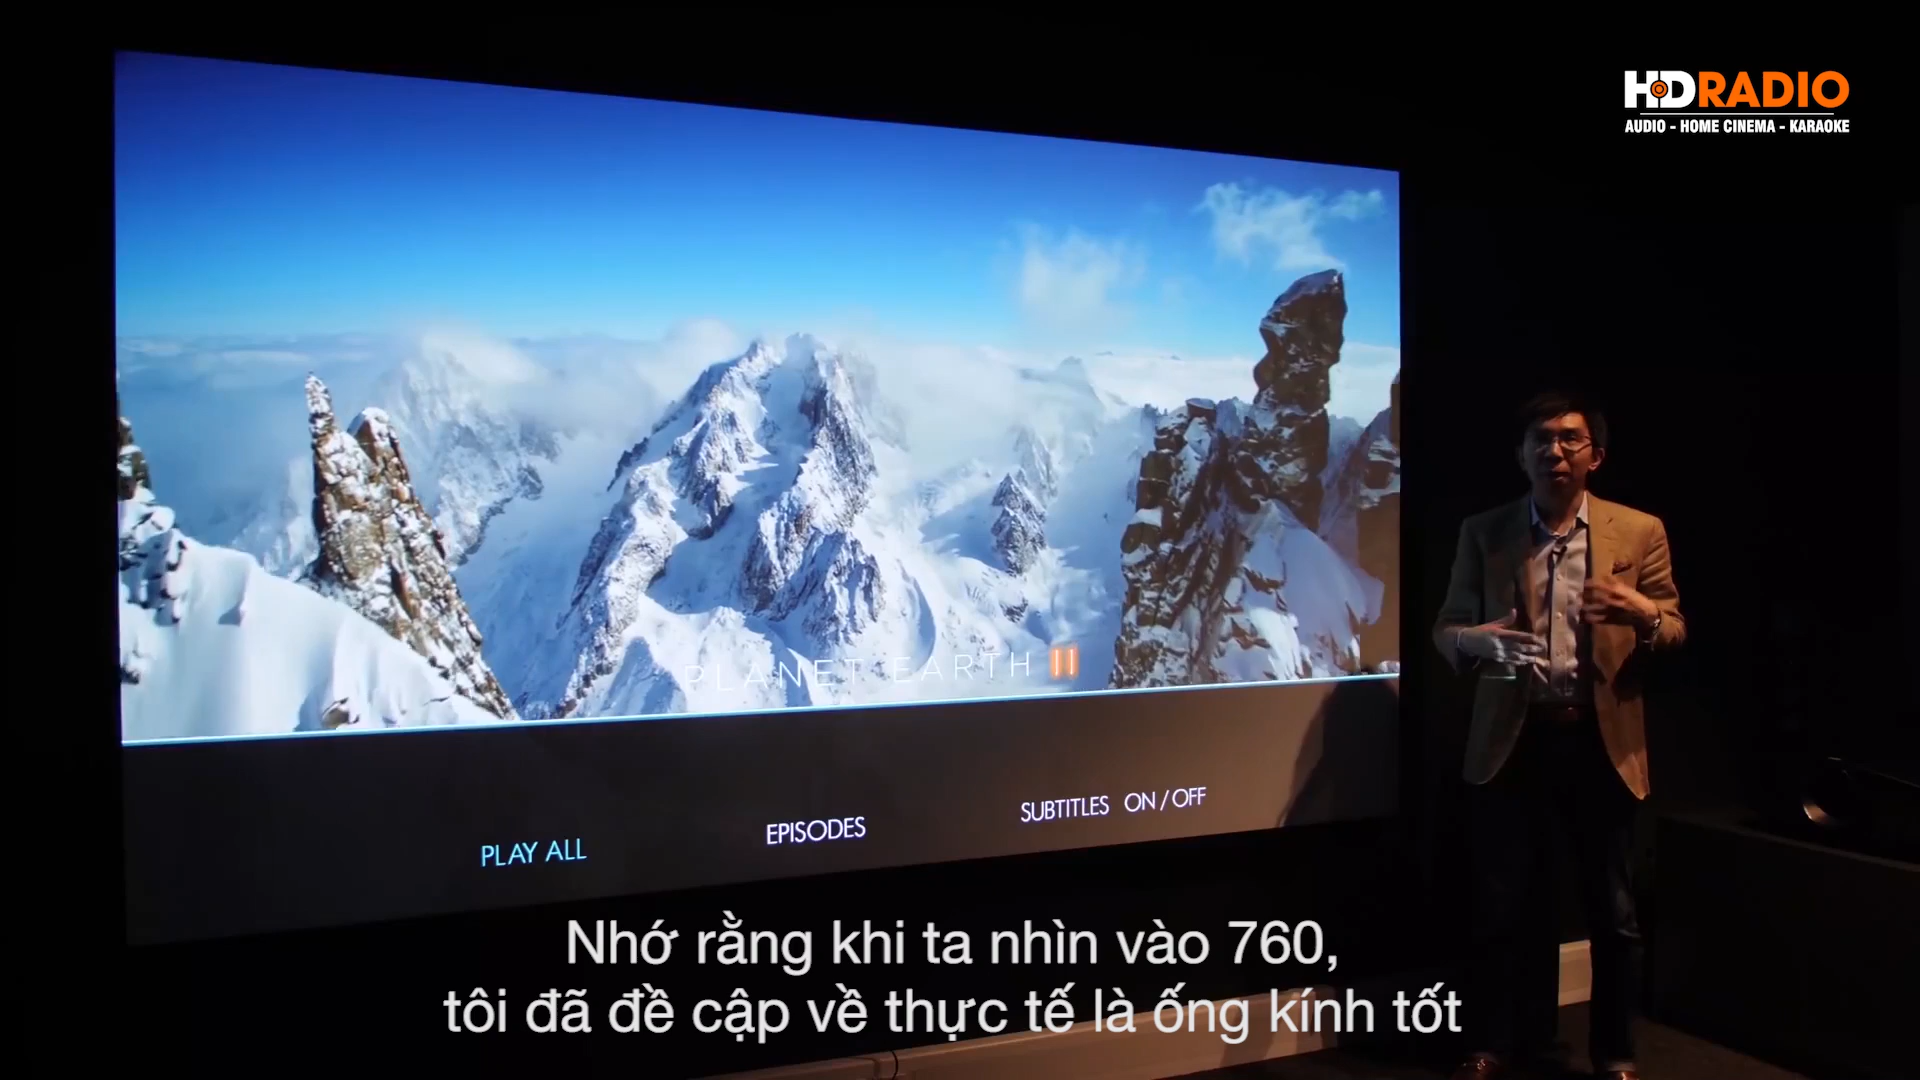 HDRADIO
AUDIO - HOME CINEMA - KARAOKE
PLANET EARTH II
PLAY ALL
EPISODES
SUBTITLES ON / OFF
Nhớ rằng khi ta nhìn vào 760,
tôi đã đề cập về thực tế là ống kính tốt